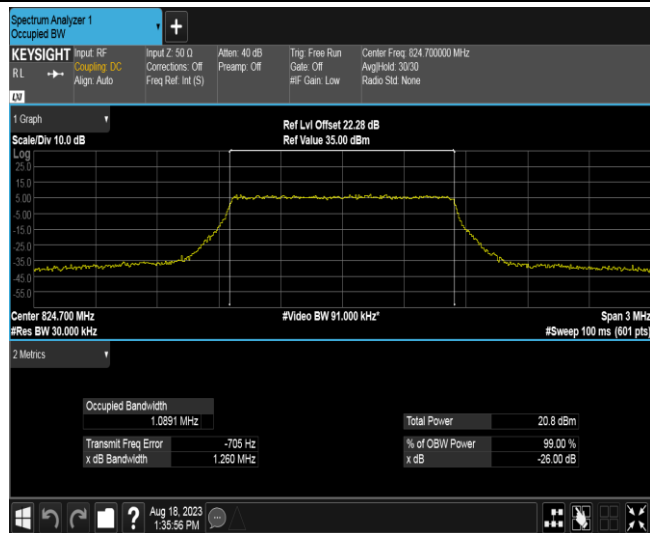 Spectrum Analyzer 1
Occupied BW
+
KEYSIGHT Input: RF Input Z: 50 Ω Atten: 40 dB Trig: Free Run Center Freq: 824.700000 MHz
RL Coupling: DC Corrections: Off Preamp: Off Gate: Off Avg|Hold: 30/30
Align: Auto Freq Ref: Int (S) #IF Gain: Low Radio Std: None
1 Graph
Ref Lvl Offset 22.28 dB
Scale/Div 10.0 dB Ref Value 35.00 dBm
Log
25.0
15.0
5.00
-5.00
-15.0
-25.0
-35.0
-45.0
-55.0
Center 824.700 MHz #Video BW 91.000 kHz* Span 3 MHz
#Res BW 30.000 kHz #Sweep 100 ms (601 pts)
2 Metrics
Occupied Bandwidth
1.0891 MHz Total Power 20.8 dBm
Transmit Freq Error -705 Hz % of OBW Power 99.00 %
x dB Bandwidth 1.260 MHz x dB -26.00 dB
? Aug 18, 2023
1:35:56 PM